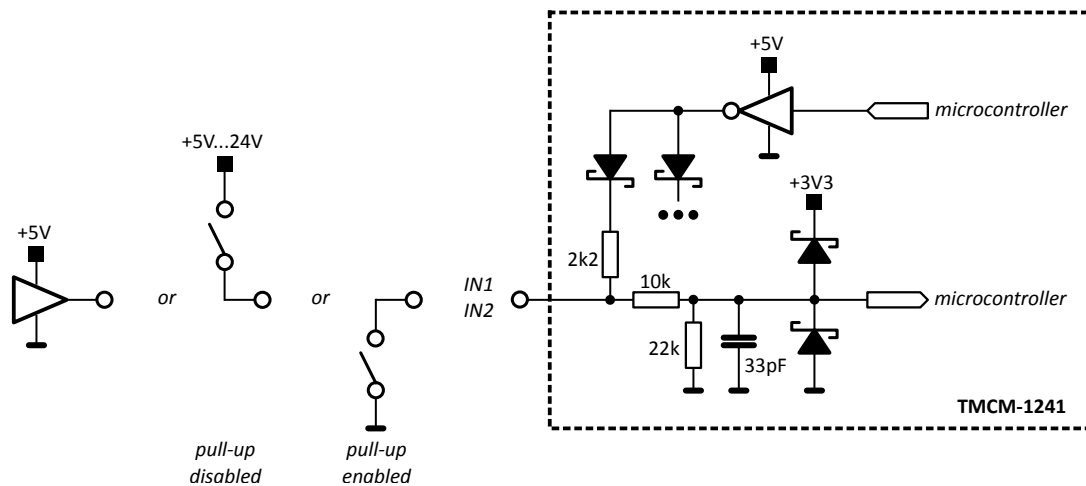 +5V
microcontroller
+5V...24V
+3V3
+5V
2k2
or
or
IN1
IN2
10k
microcontroller
22k
33pF
TMCM-1241
pull-up
disabled
pull-up
enabled